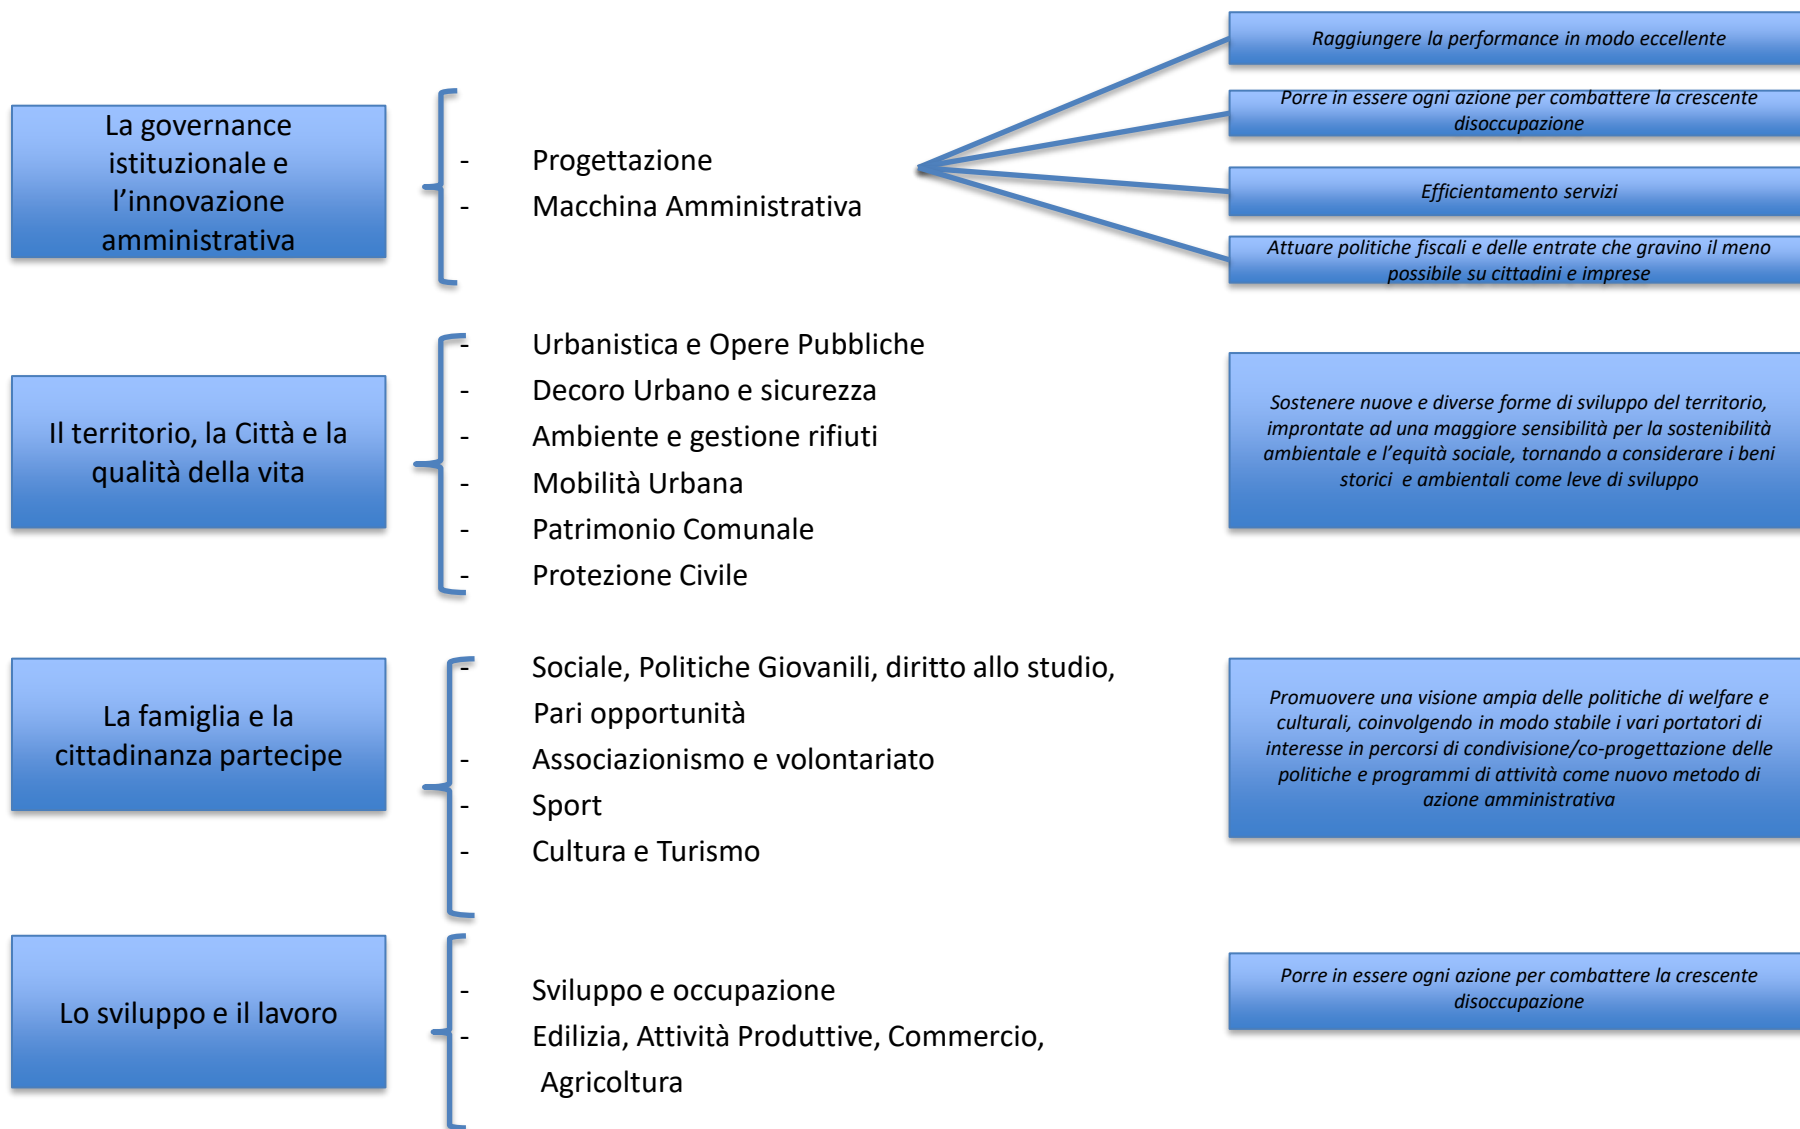 La governance
istituzionale e
l’innovazione
amministrativa
- Progettazione
- Macchina Amministrativa
Raggiungere la performance in modo eccellente
Porre in essere ogni azione per combattere la crescente
disoccupazione
Efficientamento servizi
Attuare politiche fiscali e delle entrate che gravino il meno
possibile su cittadini e imprese
Il territorio, la Città e la
qualità della vita
- Urbanistica e Opere Pubbliche
- Decoro Urbano e sicurezza
- Ambiente e gestione rifiuti
- Mobilità Urbana
- Patrimonio Comunale
- Protezione Civile
Sostenere nuove e diverse forme di sviluppo del territorio,
improntate ad una maggiore sensibilità per la sostenibilità
ambientale e l’equità sociale, tornando a considerare i beni
storici e ambientali come leve di sviluppo
La famiglia e la
cittadinanza partecipe
- Sociale, Politiche Giovanili, diritto allo studio,
Pari opportunità
- Associazionismo e volontariato
- Sport
- Cultura e Turismo
Promuovere una visione ampia delle politiche di welfare e
culturali, coinvolgendo in modo stabile i vari portatori di
interesse in percorsi di condivisione/co-progettazione delle
politiche e programmi di attività come nuovo metodo di
azione amministrativa
Lo sviluppo e il lavoro
- Sviluppo e occupazione
- Edilizia, Attività Produttive, Commercio,
Agricoltura
Porre in essere ogni azione per combattere la crescente
disoccupazione